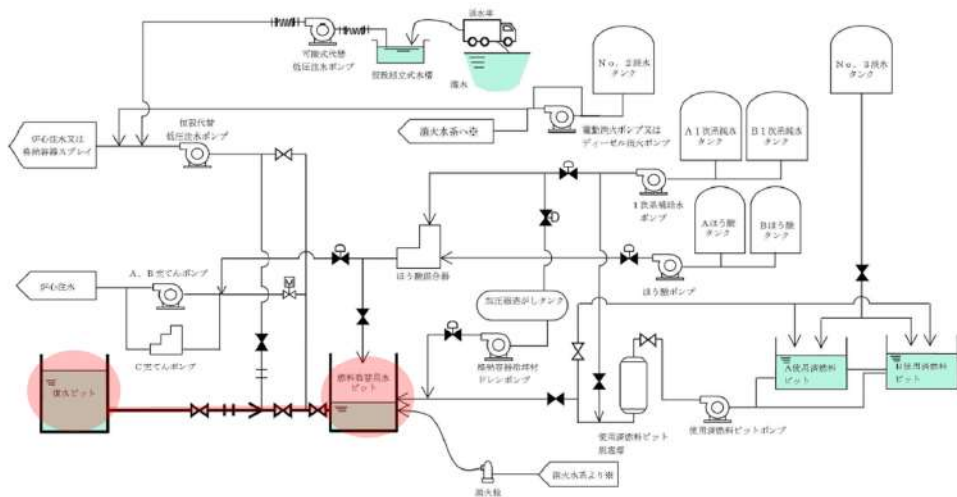 淡水車
可搬式代替
低圧注水ポンプ
仮設組立式水槽
海水
No．2淡水
タンク
No．3淡水
タンク
消火水系へ※
電動消火ポンプ又は
ディーゼル消火ポンプ
A1次系純水
タンク
B1次系純水
タンク
炉心注水又は
格納容器スプレイ
恒設代替
低圧注水ポンプ
1次系補給水
ポンプ
Aほう酸
タンク
Bほう酸
タンク
ほう酸混合器
ほう酸ポンプ
炉心注水
A、B充てんポンプ
M
C充てんポンプ
加圧器逃がしタンク
格納容器冷却材
ドレンポンプ
復水ピット
燃料取替用水
ピット
A使用済燃料
ピット
B使用済燃料
ピット
使用済燃料ピット
脱塩塔
使用済燃料ピットポンプ
消火栓
消火水系より※